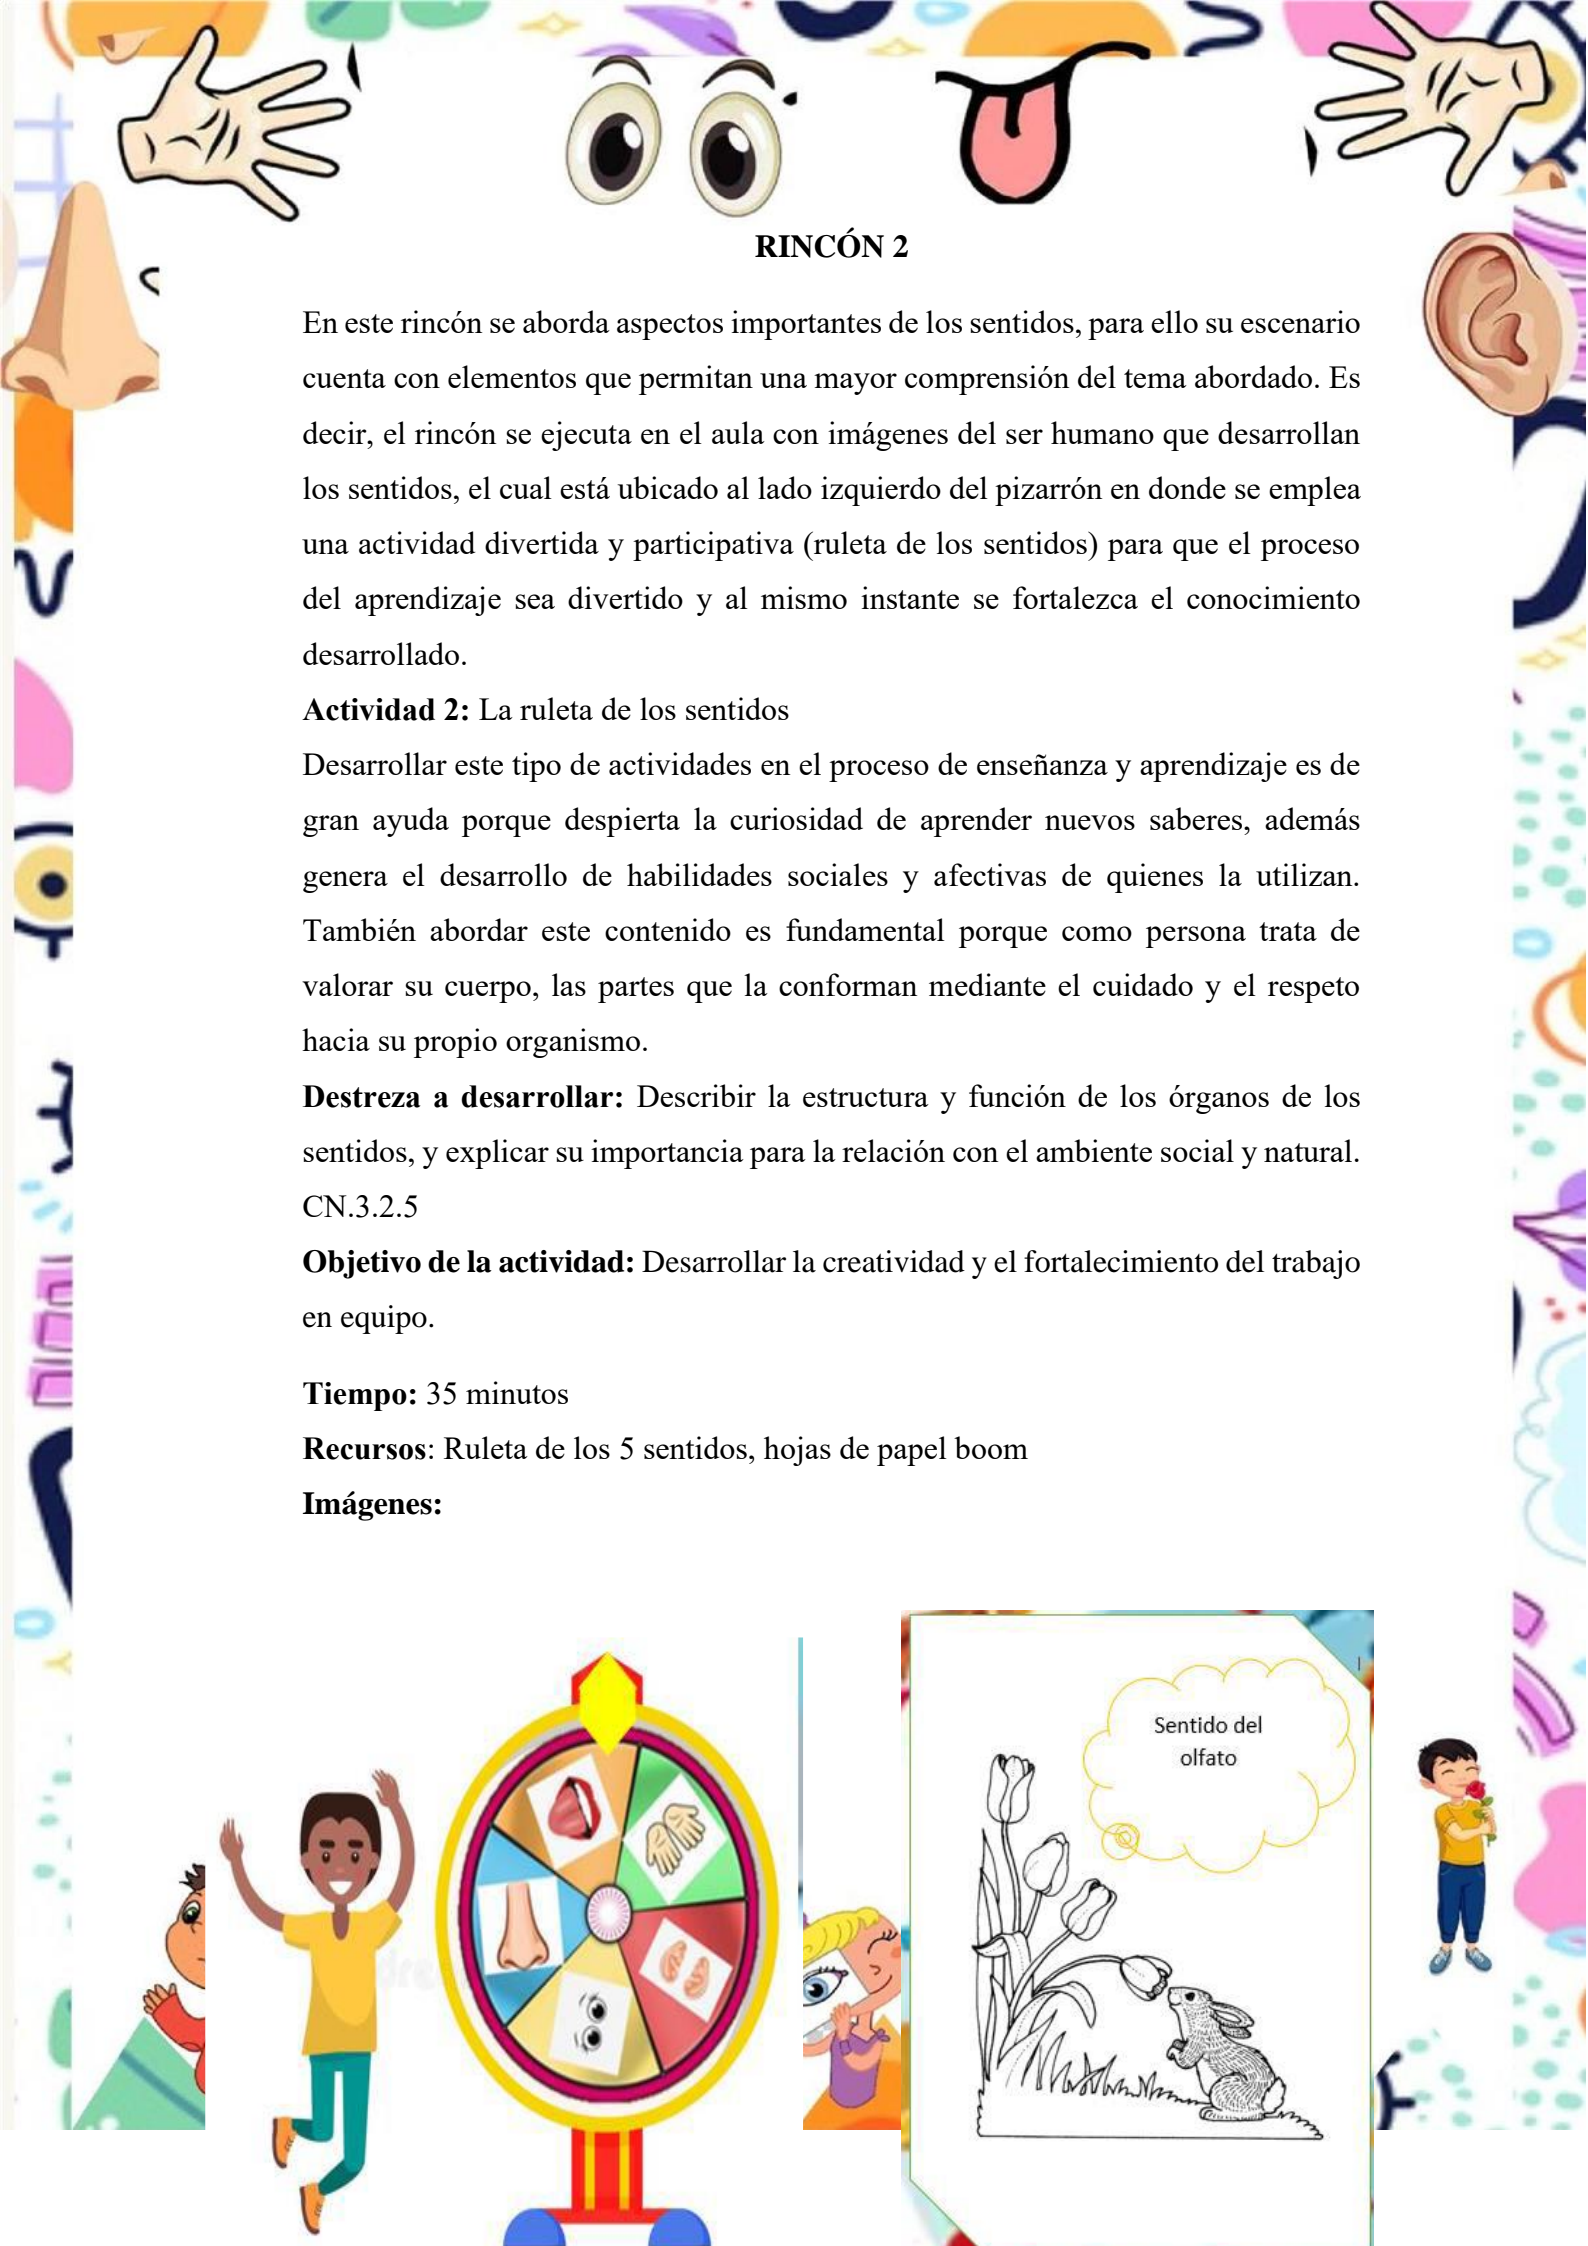 RINCÓN 2
En este rincón se aborda aspectos importantes de los sentidos, para ello su escenario
cuenta con elementos que permitan una mayor comprensión del tema abordado. Es
decir, el rincón se ejecuta en el aula con imágenes del ser humano que desarrollan
los sentidos, el cual está ubicado al lado izquierdo del pizarrón en donde se emplea
una actividad divertida y participativa (ruleta de los sentidos) para que el proceso
del aprendizaje sea divertido y al mismo instante se fortalezca el conocimiento
desarrollado.
Actividad 2: La ruleta de los sentidos
Desarrollar este tipo de actividades en el proceso de enseñanza y aprendizaje es de
gran ayuda porque despierta la curiosidad de aprender nuevos saberes, además
genera el desarrollo de habilidades sociales y afectivas de quienes la utilizan.
También abordar este contenido es fundamental porque como persona trata de
valorar su cuerpo, las partes que la conforman mediante el cuidado y el respeto
hacia su propio organismo.
Destreza a desarrollar: Describir la estructura y función de los órganos de los
sentidos, y explicar su importancia para la relación con el ambiente social y natural.
CN.3.2.5
Objetivo de la actividad: Desarrollar la creatividad y el fortalecimiento del trabajo
en equipo.
Tiempo: 35 minutos
Recursos: Ruleta de los 5 sentidos, hojas de papel boom
Imágenes:
Sentido del
olfato